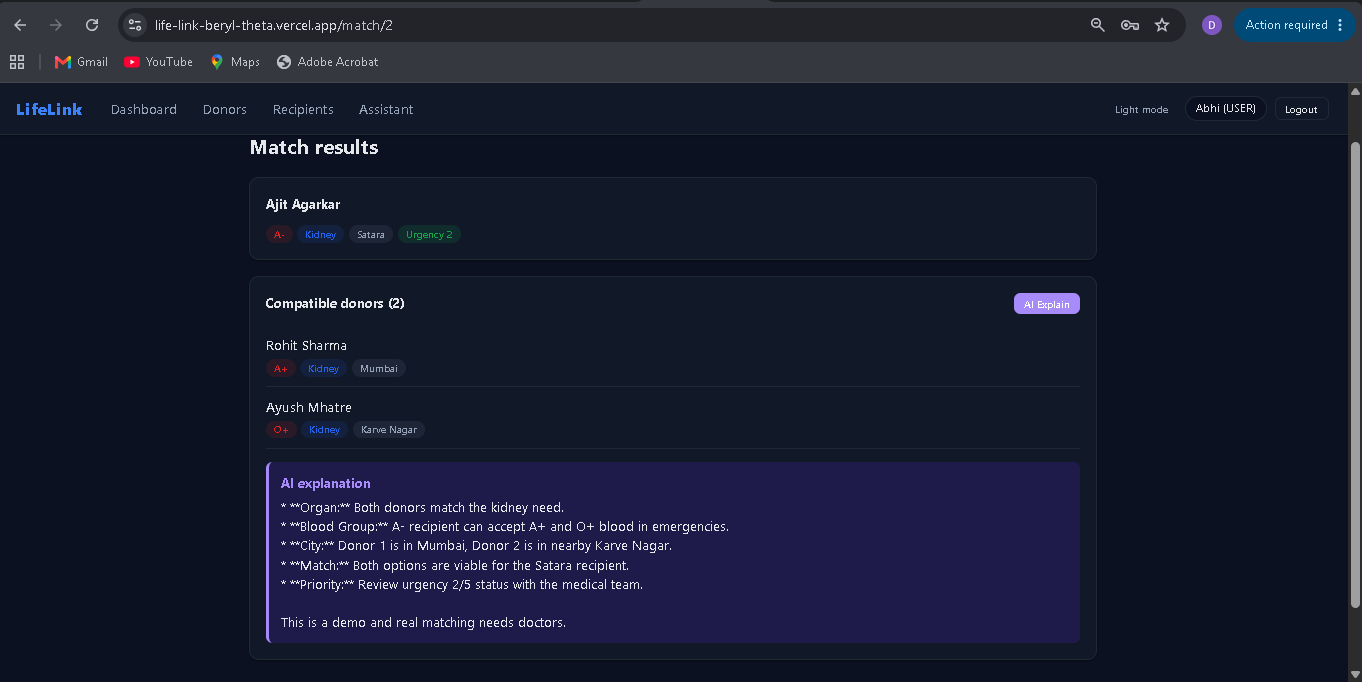 life-link-beryl-theta.vercel.app/match/2
D
Action required
Gmail
YouTube
Maps
Adobe Acrobat
LifeLink
Dashboard
Donors
Recipients
Assistant
Light mode
Abhi (USER)
Logout
Match results
Ajit Agarkar
A-
Kidney
Satara
Urgency 2
Compatible donors (2)
AI Explain
Rohit Sharma
A+
Kidney
Mumbai
Ayush Mhatre
O+
Kidney
Karve Nagar
AI explanation
* **Organ:** Both donors match the kidney need.
* **Blood Group:** A- recipient can accept A+ and O+ blood in emergencies.
* **City:** Donor 1 is in Mumbai, Donor 2 is in nearby Karve Nagar.
* **Match:** Both options are viable for the Satara recipient.
* **Priority:** Review urgency 2/5 status with the medical team.
This is a demo and real matching needs doctors.